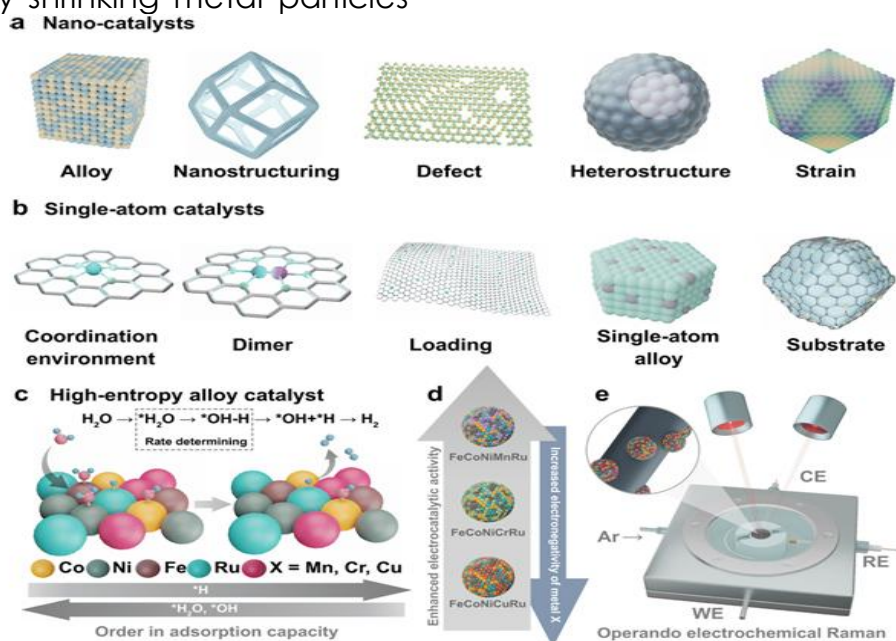 y shrinking metal particles
a Nano-catalysts
Alloy
Nanostructuring
Defect
Heterostructure
Strain
b Single-atom catalysts
Coordination
environment
Dimer
Loading
Single-atom
alloy
Substrate
c High-entropy alloy catalyst
H₂O → *H₂O → *OH-H → *OH+*H → H₂
Rate determining
Co Ni Fe Ru X = Mn, Cr, Cu
*H
*H₂O, *OH
Order in adsorption capacity
d
Enhanced electrocatalytic activity
FeCoNiMnRu
FeCoNiCrRu
FeCoNiCuRu
Increased electronegativity of metal X
e
CE
Ar→
RE
WE
Operando electrochemical Raman